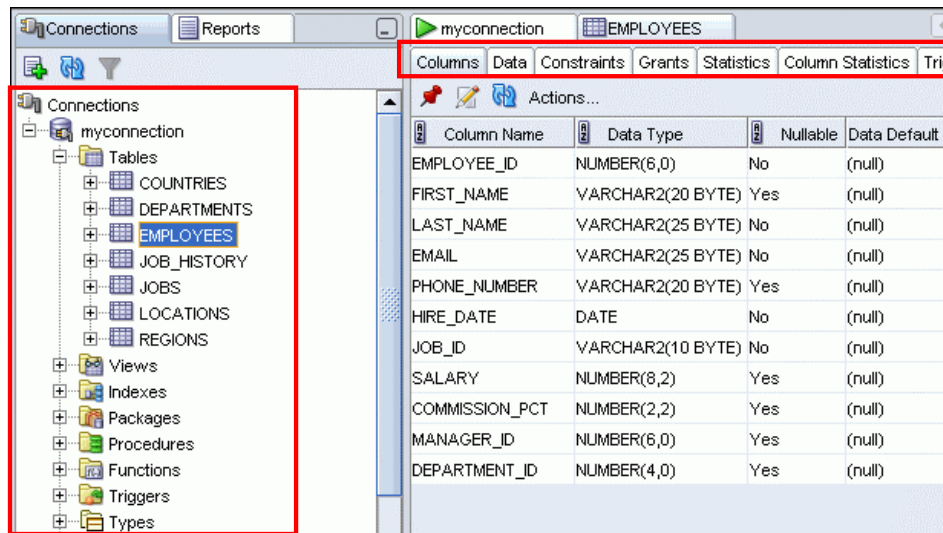 Connections Reports
Connections
myconnection
Tables
COUNTRIES
DEPARTMENTS
EMPLOYEES
JOB_HISTORY
JOBS
LOCATIONS
REGIONS
Views
Indexes
Packages
Procedures
Functions
Triggers
Types
myconnection EMPLOYEES
Columns Data Constraints Grants Statistics Column Statistics Tri
Actions...
Column Name Data Type Nullable Data Default
EMPLOYEE_ID NUMBER(6,0) No (null)
FIRST_NAME VARCHAR2(20 BYTE) Yes (null)
LAST_NAME VARCHAR2(25 BYTE) No (null)
EMAIL VARCHAR2(25 BYTE) No (null)
PHONE_NUMBER VARCHAR2(20 BYTE) Yes (null)
HIRE_DATE DATE No (null)
JOB_ID VARCHAR2(10 BYTE) No (null)
SALARY NUMBER(8,2) Yes (null)
COMMISSION_PCT NUMBER(2,2) Yes (null)
MANAGER_ID NUMBER(6,0) Yes (null)
DEPARTMENT_ID NUMBER(4,0) Yes (null)